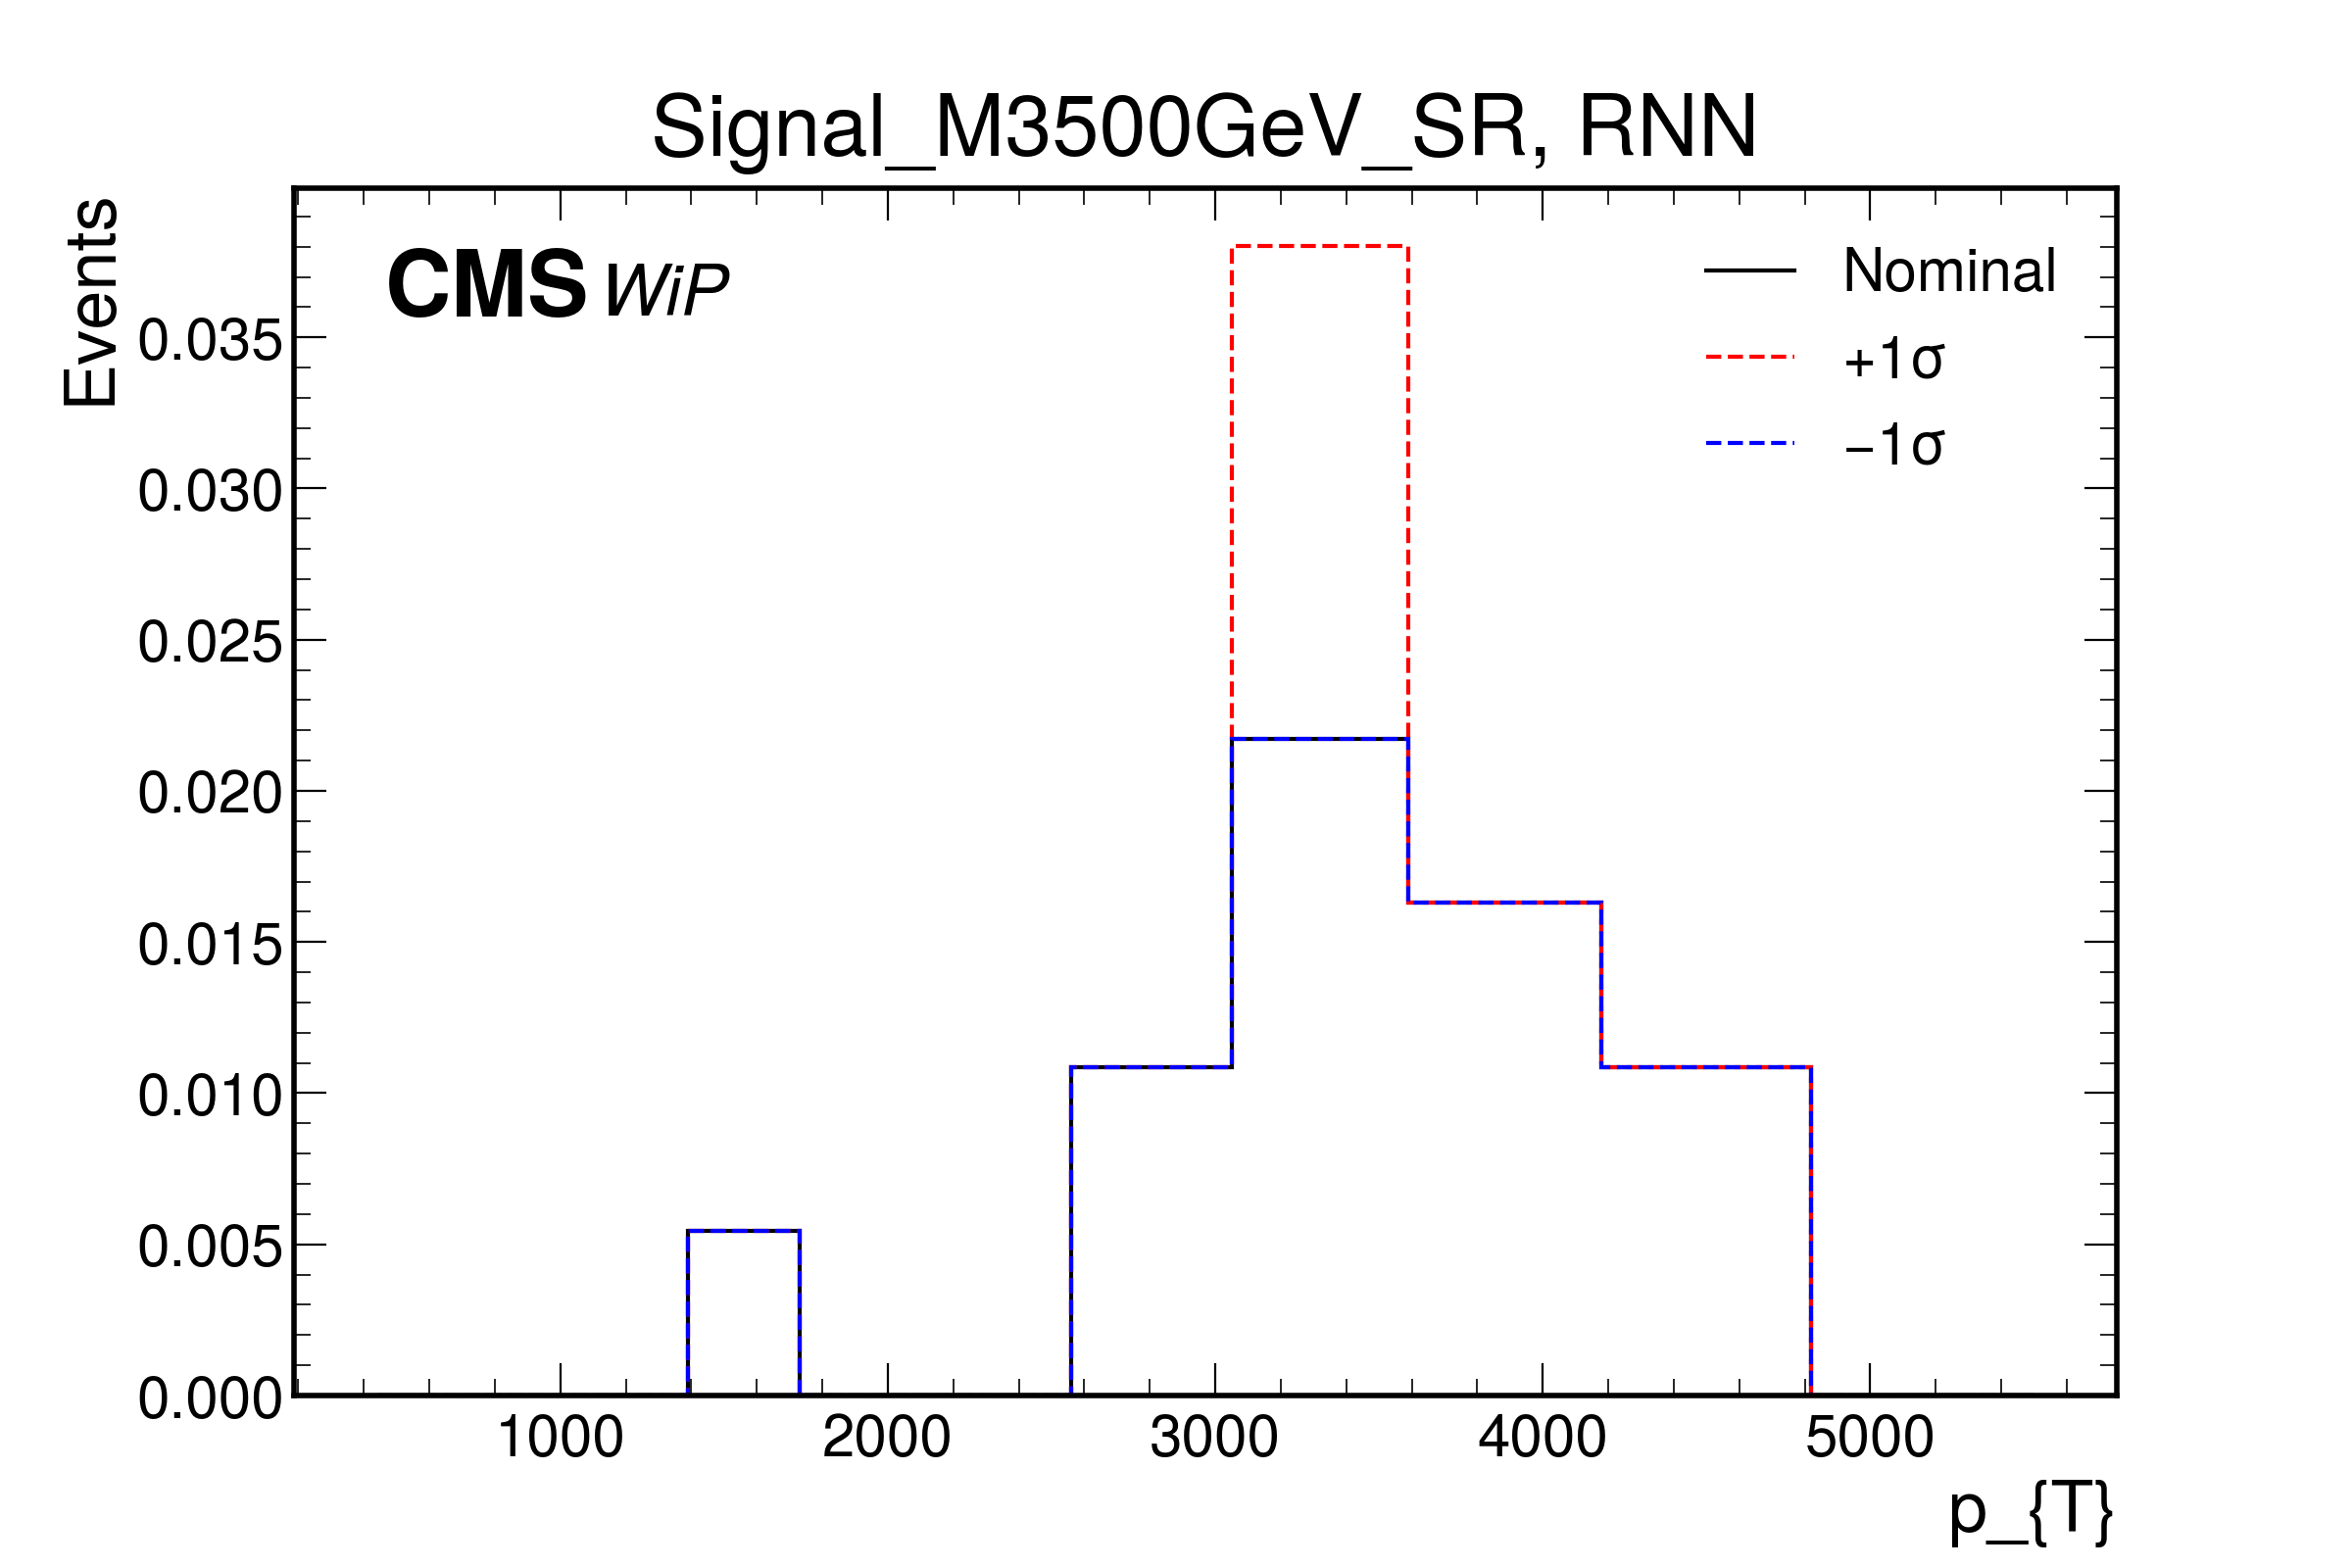 Signal_M3500GeV_SR, RNN
Events
CMS WiP
Nominal
+1σ
−1σ
0.035
0.030
0.025
0.020
0.015
0.010
0.005
0.000
1000 2000 3000 4000 5000
p_{T}